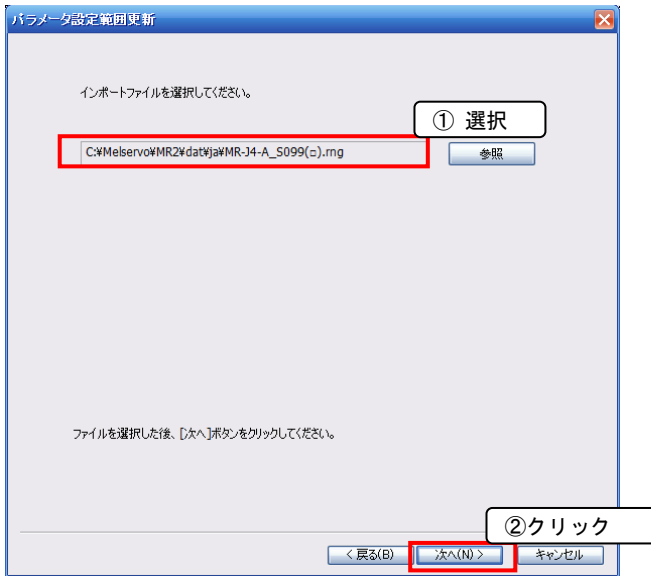 パラメータ設定範囲更新
インポートファイルを選択してください。
① 選択
C:¥Melservo¥MR2¥dat¥ja¥MR-J4-A_S099(□).rng
参照
ファイルを選択した後、[次へ]ボタンをクリックしてください。
②クリック
< 戻る(B) 次へ(N) > キャンセル